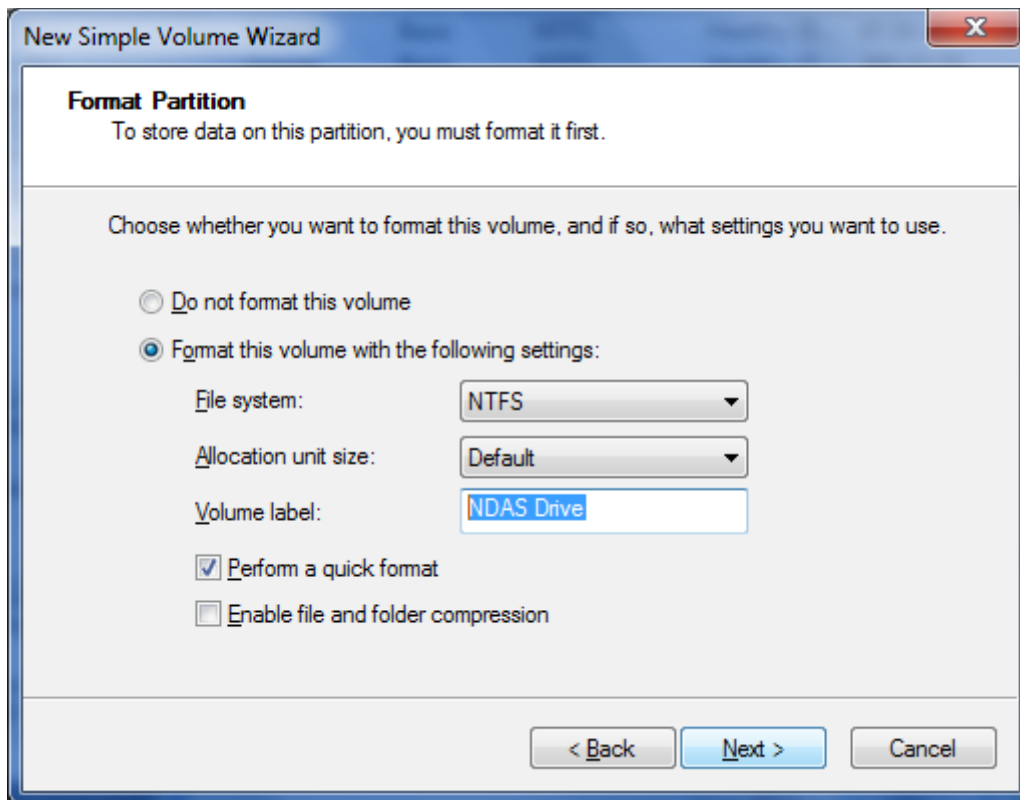 New Simple Volume Wizard
Format Partition
To store data on this partition, you must format it first.
Choose whether you want to format this volume, and if so, what settings you want to use.
Do not format this volume
Format this volume with the following settings:
File system: NTFS
Allocation unit size: Default
Volume label: NDAS Drive
Perform a quick format
Enable file and folder compression
< Back Next > Cancel